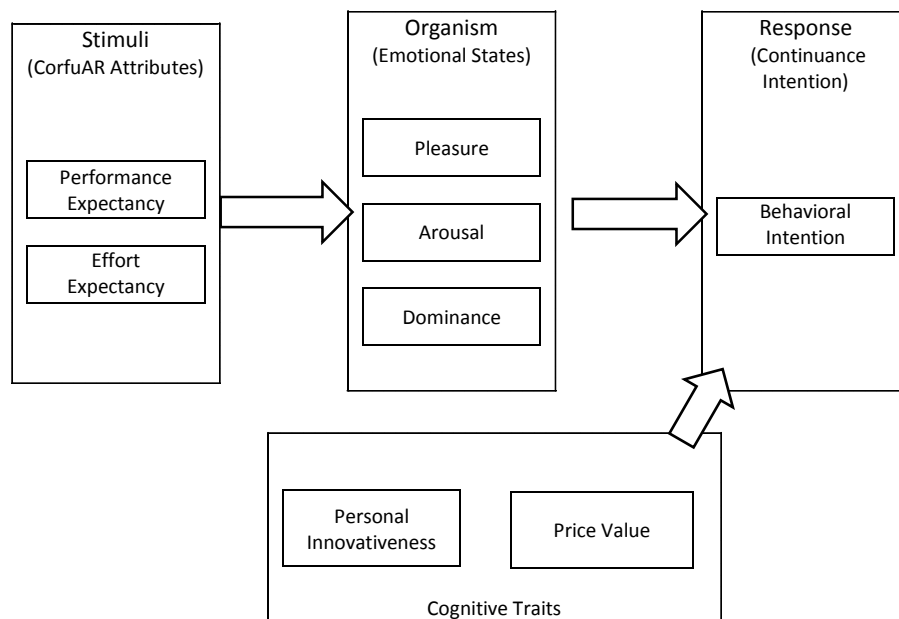 Stimuli
(CorfuAR Attributes)
Performance
Expectancy
Effort
Expectancy
Organism
(Emotional States)
Pleasure
Arousal
Dominance
Response
(Continuance
Intention)
Behavioral
Intention
Personal
Innovativeness
Price Value
Cognitive Traits